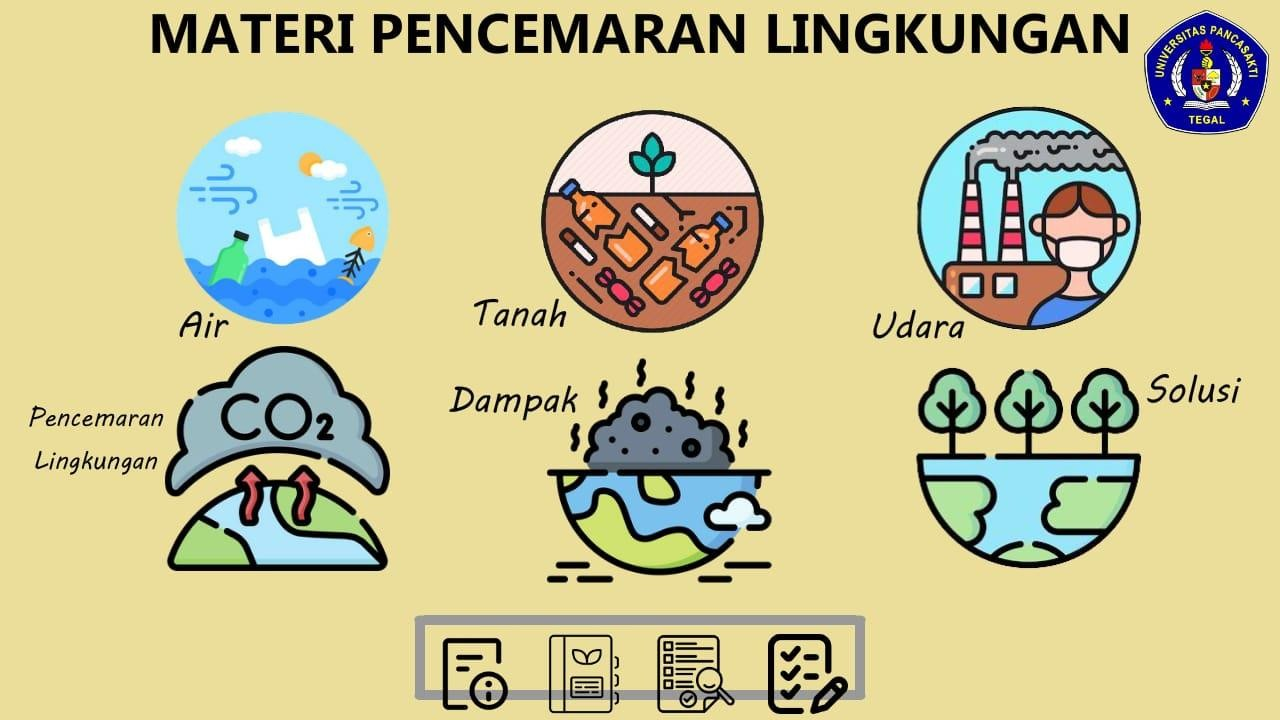 MATERI PENCEMARAN LINGKUNGAN
UNIVERSITAS PANCASAKTI
TEGAL
Air
Tanah
Udara
Pencemaran
Lingkungan
CO₂
Dampak
Solusi